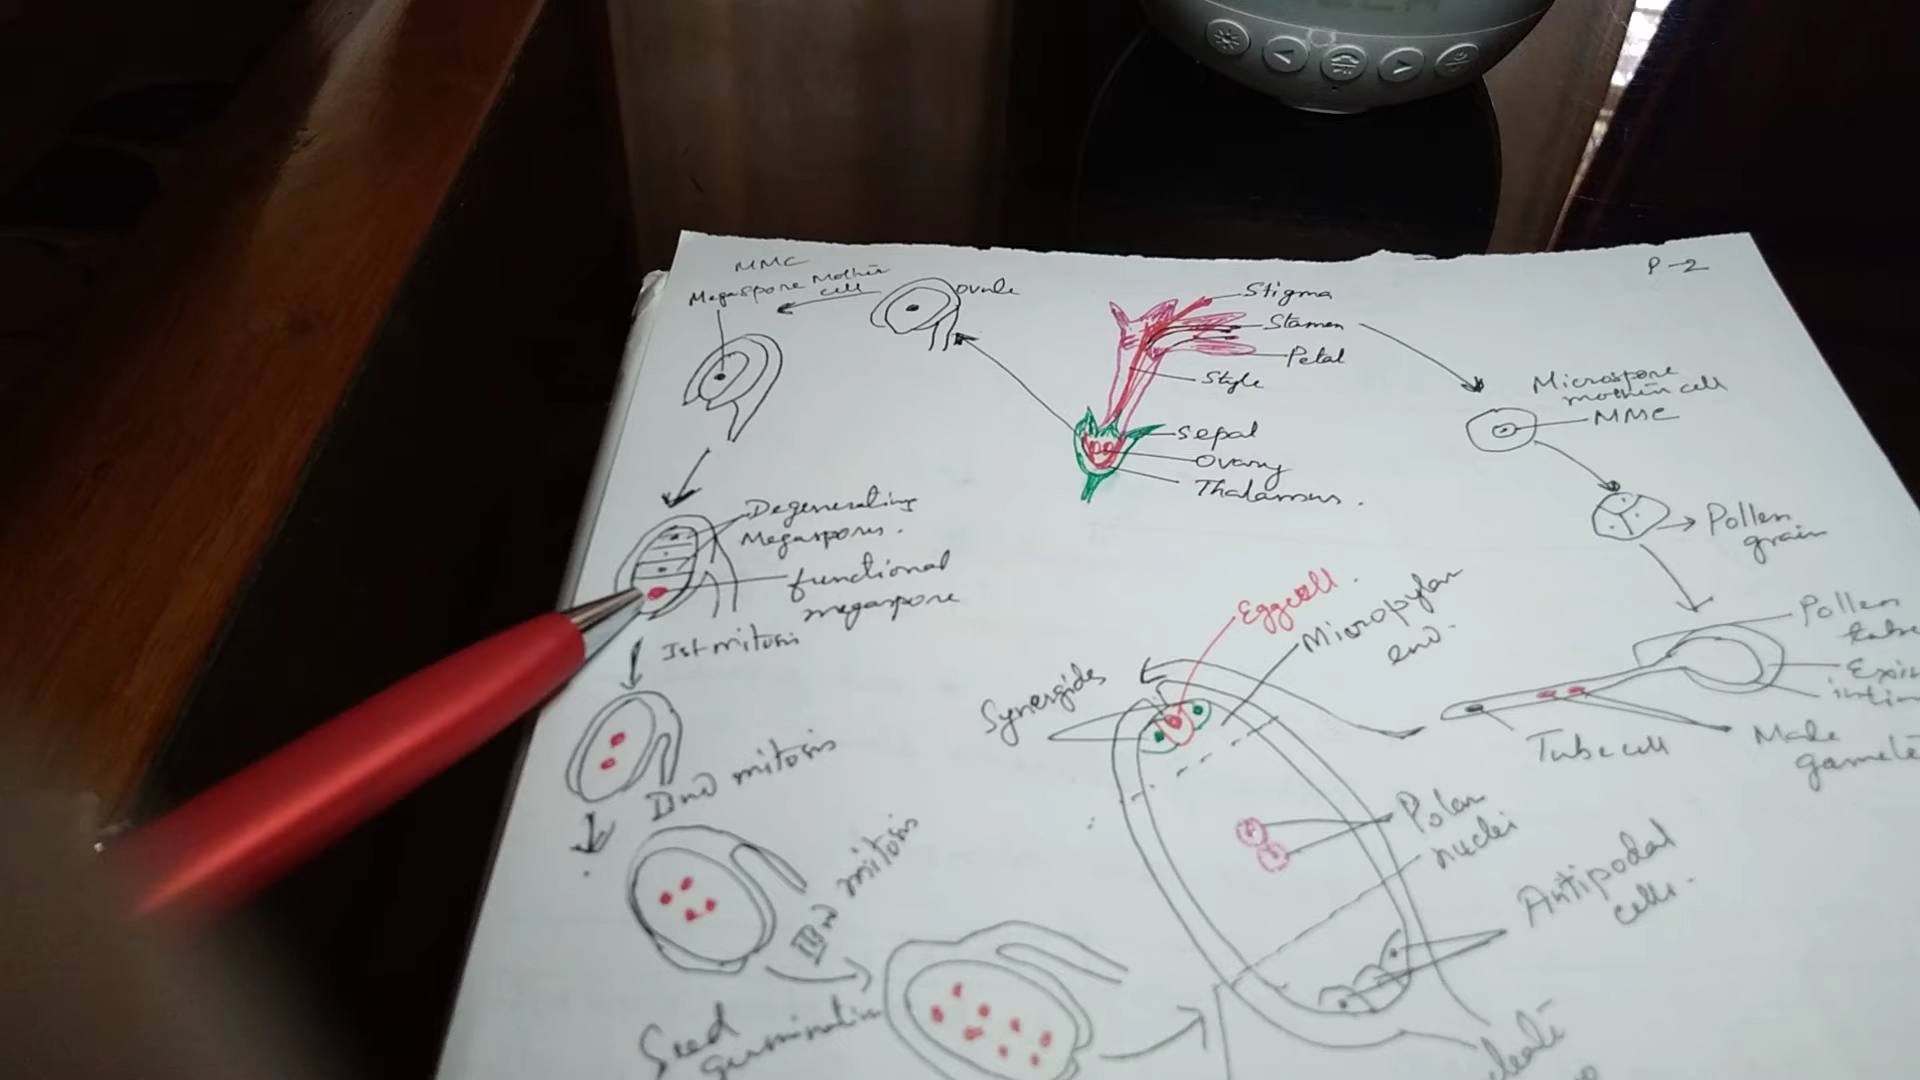 P-2
MMC
Megaspore Mother
cell
ovule
Stigma
Stamen
Petal
Style
Sepal
Ovary
Thalamus.
Microspore
mother cell
MMC
Pollen
grain
Degenerating
Megaspores.
functional
megaspore
Ist mitosis
IInd mitosis
IIIrd mitosis
Seed
germination
Egg cell.
Micropylar
end.
Synergids
Polar
nuclei
Antipodal
cells.
Pollen
Tube cell
Male